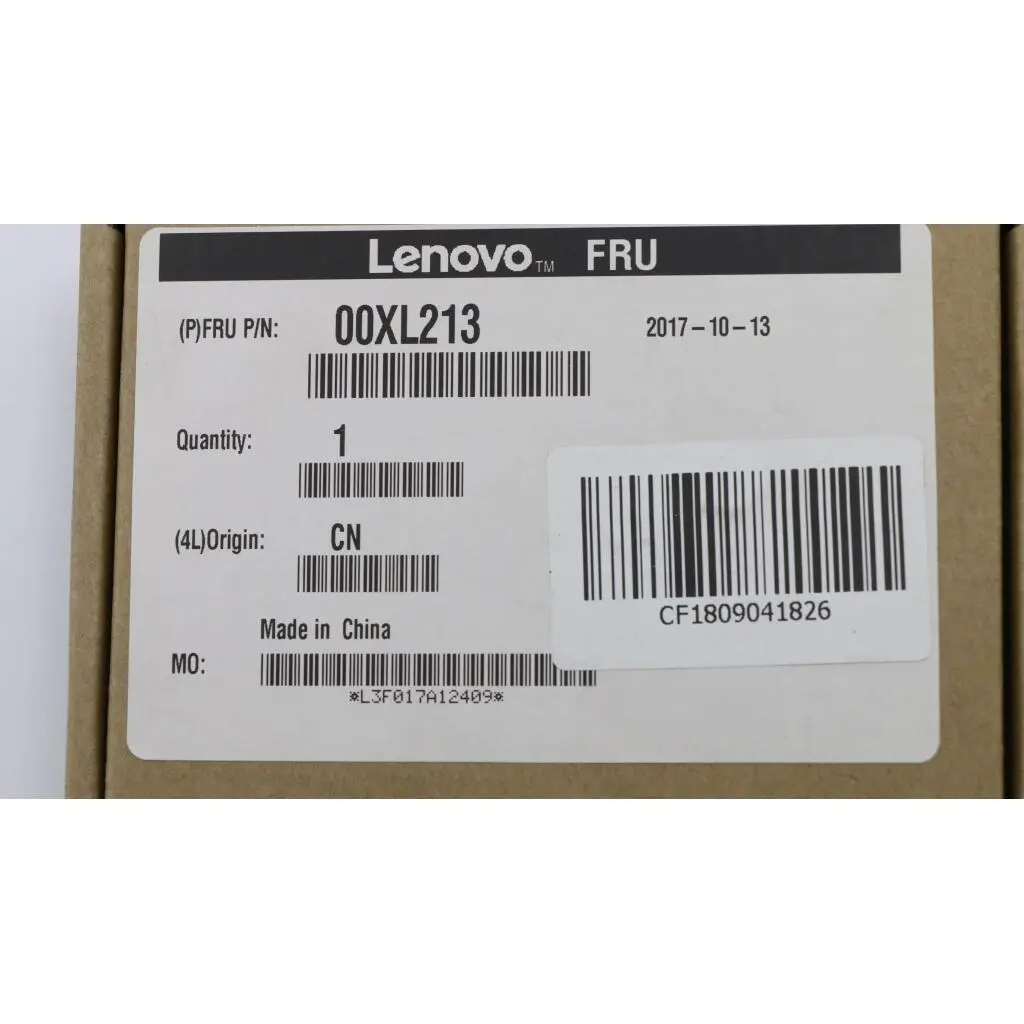 Lenovo™ FRU
(P)FRU P/N: 00XL213 2017-10-13
Quantity: 1
(4L)Origin: CN
CF1809041826
Made in China
MO:
*L3F017A12409*